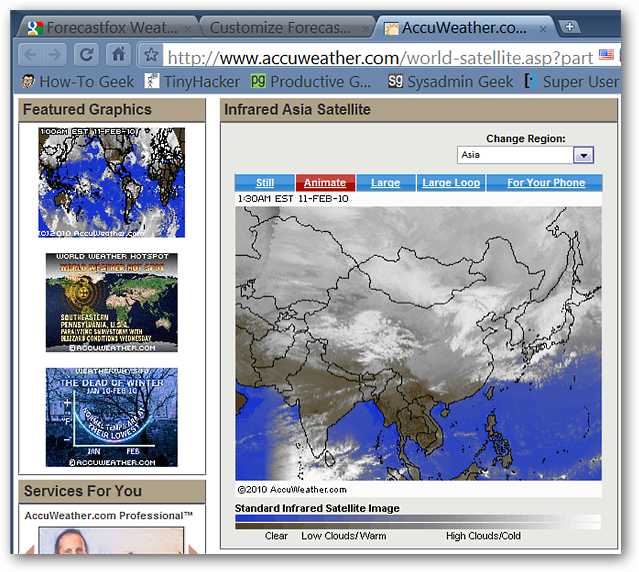 Forecastfox Weat...
Customize Forecas...
AccuWeather.co...
http://www.accuweather.com/world-satellite.asp?part
How-To Geek
TinyHacker
Productive G...
Sysadmin Geek
Super User
Featured Graphics
1:00AM EST 11-FEB-10
(C)2010 AccuWeather.com
WORLD WEATHER HOTSPOT
SOUTHEASTERN
PENNSYLVANIA, U.S.A.
PARALYZING SNOWSTORM WITH
BLIZZARD CONDITIONS WEDNESDAY
©ACCUWEATHER.COM
THE DEAD OF WINTER
JAN 10-FEB 10
NORMAL TEMPS ARE AT
THEIR LOWEST
+
°F
-
JAN FEB
©ACCUWEATHER.COM
Services For You
AccuWeather.com Professional™
Infrared Asia Satellite
Change Region:
Asia
Still
Animate
Large
Large Loop
For Your Phone
1:30AM EST 11-FEB-10
©2010 AccuWeather.com
Standard Infrared Satellite Image
Clear Low Clouds/Warm High Clouds/Cold